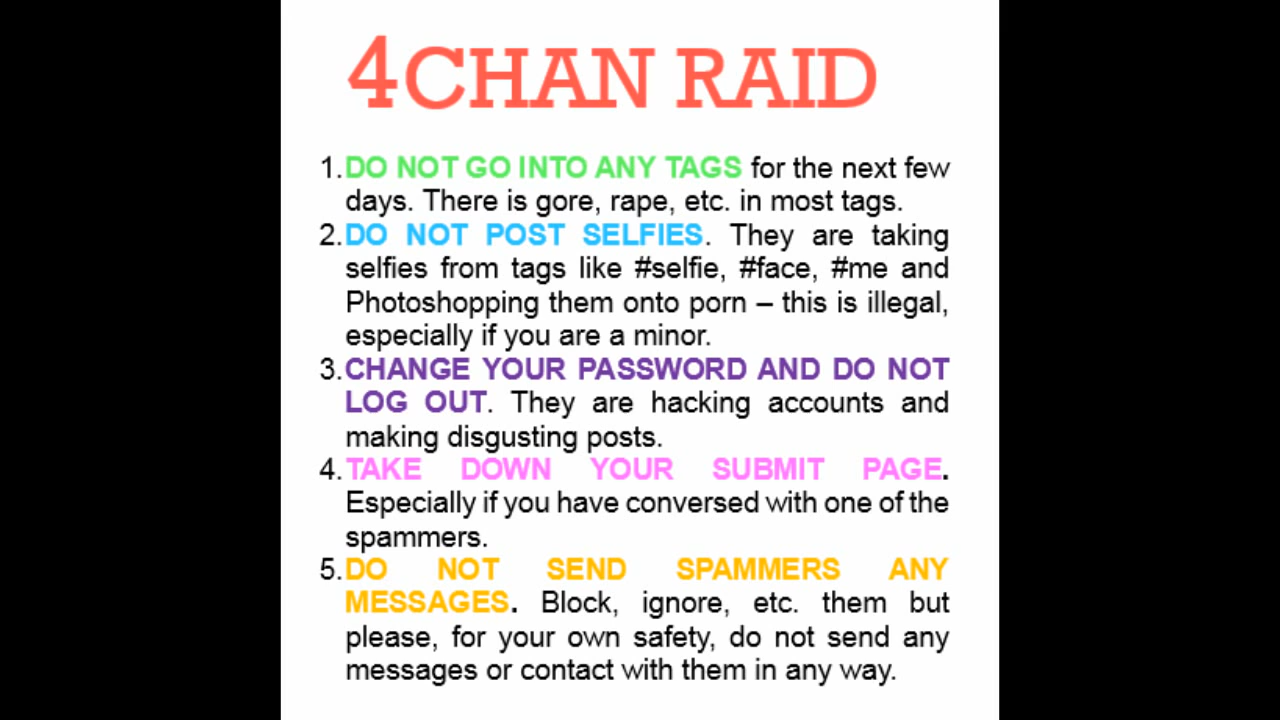 4CHAN RAID
1. DO NOT GO INTO ANY TAGS for the next few
days. There is gore, rape, etc. in most tags.
2. DO NOT POST SELFIES. They are taking
selfies from tags like #selfie, #face, #me and
Photoshopping them onto porn – this is illegal,
especially if you are a minor.
3. CHANGE YOUR PASSWORD AND DO NOT
LOG OUT. They are hacking accounts and
making disgusting posts.
4. TAKE DOWN YOUR SUBMIT PAGE.
Especially if you have conversed with one of the
spammers.
5. DO NOT SEND SPAMMERS ANY
MESSAGES. Block, ignore, etc. them but
please, for your own safety, do not send any
messages or contact with them in any way.